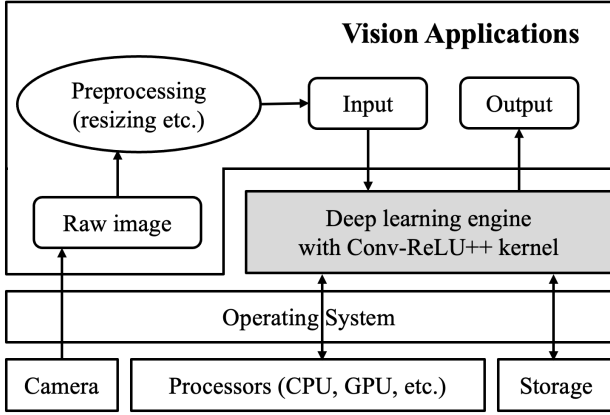 Vision Applications
Preprocessing
(resizing etc.)
Input
Output
Raw image
Deep learning engine
with Conv-ReLU++ kernel
Operating System
Camera
Processors (CPU, GPU, etc.)
Storage